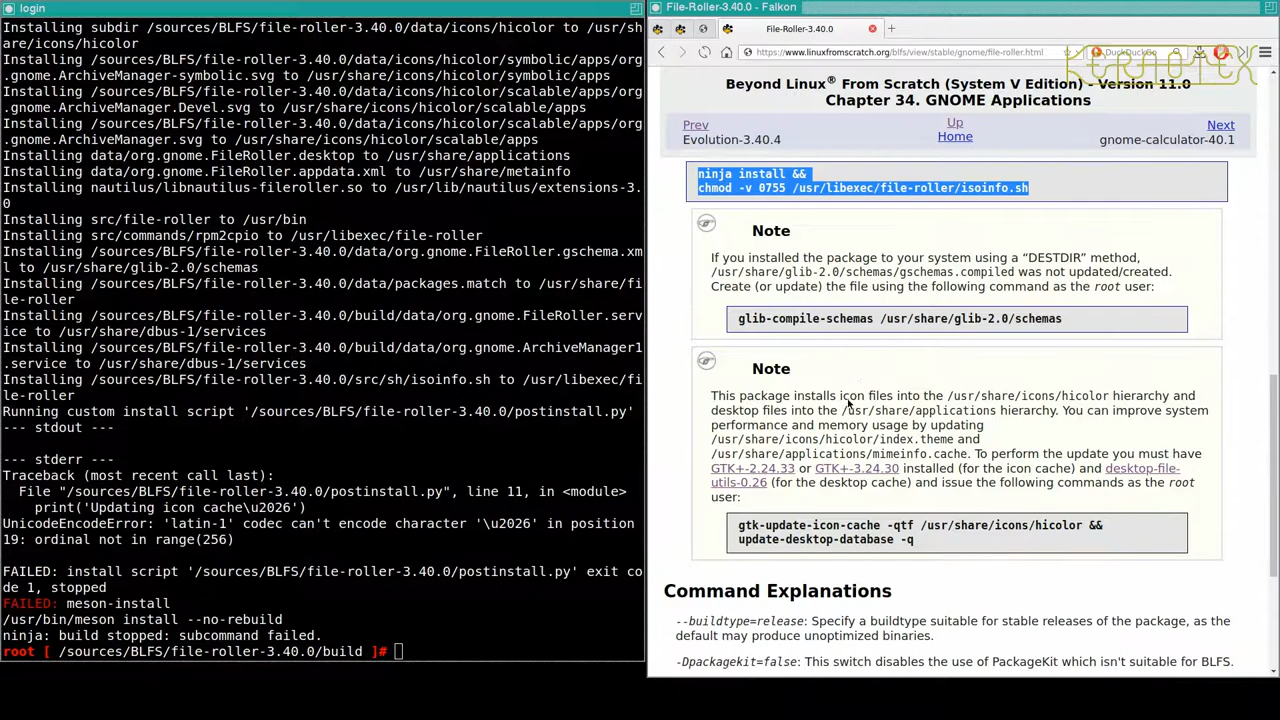 login
Installing subdir /sources/BLFS/file-roller-3.40.0/data/icons/hicolor to /usr/sh
are/icons/hicolor
Installing /sources/BLFS/file-roller-3.40.0/data/icons/hicolor/symbolic/apps/org
.gnome.ArchiveManager-symbolic.svg to /usr/share/icons/hicolor/symbolic/apps
Installing /sources/BLFS/file-roller-3.40.0/data/icons/hicolor/scalable/apps/org
.gnome.ArchiveManager.Devel.svg to /usr/share/icons/hicolor/scalable/apps
Installing /sources/BLFS/file-roller-3.40.0/data/icons/hicolor/scalable/apps/org
.gnome.ArchiveManager.svg to /usr/share/icons/hicolor/scalable/apps
Installing data/org.gnome.FileRoller.desktop to /usr/share/applications
Installing data/org.gnome.FileRoller.appdata.xml to /usr/share/metainfo
Installing nautilus/libnautilus-fileroller.so to /usr/lib/nautilus/extensions-3.
0
Installing src/file-roller to /usr/bin
Installing src/commands/rpm2cpio to /usr/libexec/file-roller
Installing /sources/BLFS/file-roller-3.40.0/data/org.gnome.FileRoller.gschema.xm
l to /usr/share/glib-2.0/schemas
Installing /sources/BLFS/file-roller-3.40.0/data/packages.match to /usr/share/fi
le-roller
Installing /sources/BLFS/file-roller-3.40.0/build/data/org.gnome.FileRoller.serv
ice to /usr/share/dbus-1/services
Installing /sources/BLFS/file-roller-3.40.0/build/data/org.gnome.ArchiveManager1
.service to /usr/share/dbus-1/services
Installing /sources/BLFS/file-roller-3.40.0/src/sh/isoinfo.sh to /usr/libexec/fi
le-roller
Running custom install script '/sources/BLFS/file-roller-3.40.0/postinstall.py'
--- stdout ---
--- stderr ---
Traceback (most recent call last):
File "/sources/BLFS/file-roller-3.40.0/postinstall.py", line 11, in <module>
print('Updating icon cache\u2026')
UnicodeEncodeError: 'latin-1' codec can't encode character '\u2026' in position
19: ordinal not in range(256)
FAILED: install script '/sources/BLFS/file-roller-3.40.0/postinstall.py' exit co
de 1, stopped
FAILED: meson-install
/usr/bin/meson install --no-rebuild
ninja: build stopped: subcommand failed.
root [ /sources/BLFS/file-roller-3.40.0/build ]#
File-Roller-3.40.0 - Falkon
File-Roller-3.40.0
https://www.linuxfromscratch.org/blfs/view/stable/gnome/file-roller.html
DuckDuckGo
KERNOTEX
Beyond Linux® From Scratch (System V Edition) - Version 11.0
Chapter 34. GNOME Applications
Prev Up Next
Evolution-3.40.4 Home gnome-calculator-40.1
ninja install &&
chmod -v 0755 /usr/libexec/file-roller/isoinfo.sh
Note
If you installed the package to your system using a “DESTDIR” method,
/usr/share/glib-2.0/schemas/gschemas.compiled was not updated/created.
Create (or update) the file using the following command as the root user:
glib-compile-schemas /usr/share/glib-2.0/schemas
Note
This package installs icon files into the /usr/share/icons/hicolor hierarchy and
desktop files into the /usr/share/applications hierarchy. You can improve system
performance and memory usage by updating
/usr/share/icons/hicolor/index.theme and
/usr/share/applications/mimeinfo.cache. To perform the update you must have
GTK+-2.24.33 or GTK+-3.24.30 installed (for the icon cache) and desktop-file-
utils-0.26 (for the desktop cache) and issue the following commands as the root
user:
gtk-update-icon-cache -qtf /usr/share/icons/hicolor &&
update-desktop-database -q
Command Explanations
--buildtype=release: Specify a buildtype suitable for stable releases of the package, as the
default may produce unoptimized binaries.
-Dpackagekit=false: This switch disables the use of PackageKit which isn't suitable for BLFS.